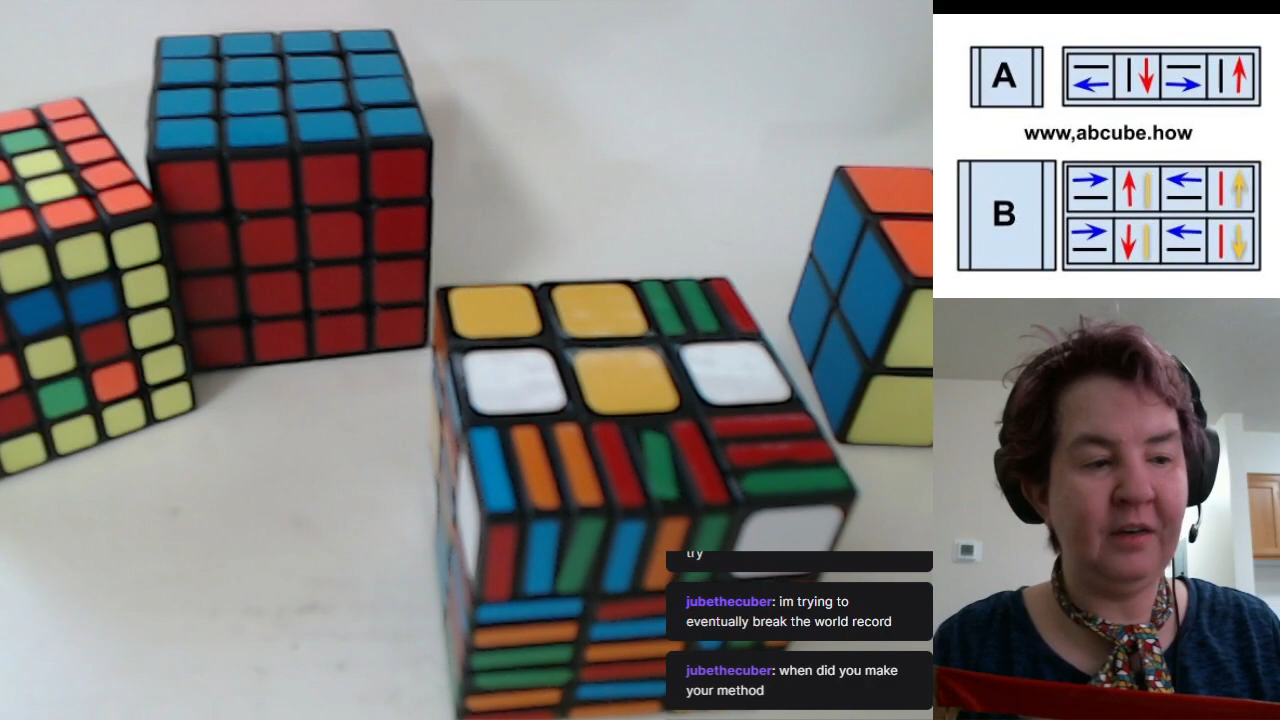 A
www,abcube.how
B
try
jubethecuber: im trying to
eventually break the world record
jubethecuber: when did you make
your method